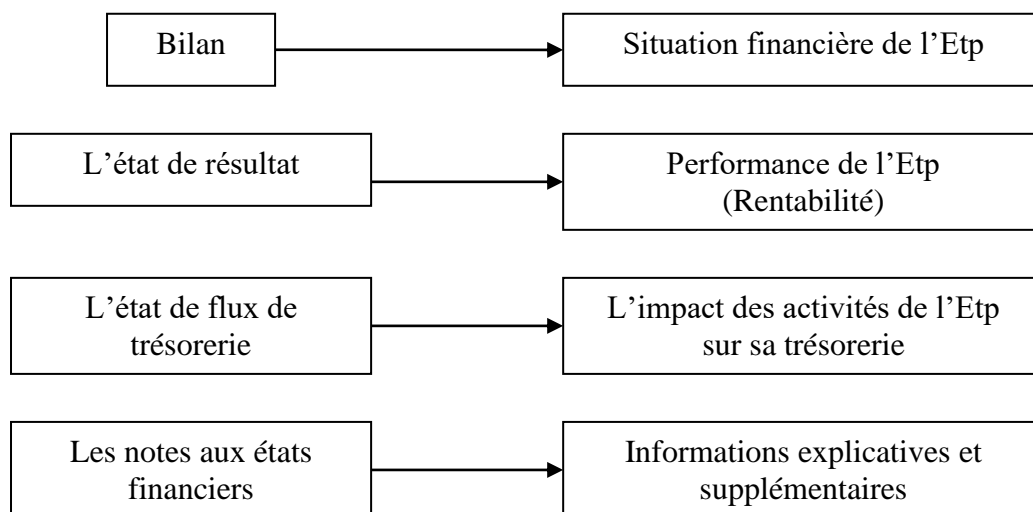 Bilan
Situation financière de l’Etp
L’état de résultat
Performance de l’Etp
(Rentabilité)
L’état de flux de
trésorerie
L’impact des activités de l’Etp
sur sa trésorerie
Les notes aux états
financiers
Informations explicatives et
supplémentaires